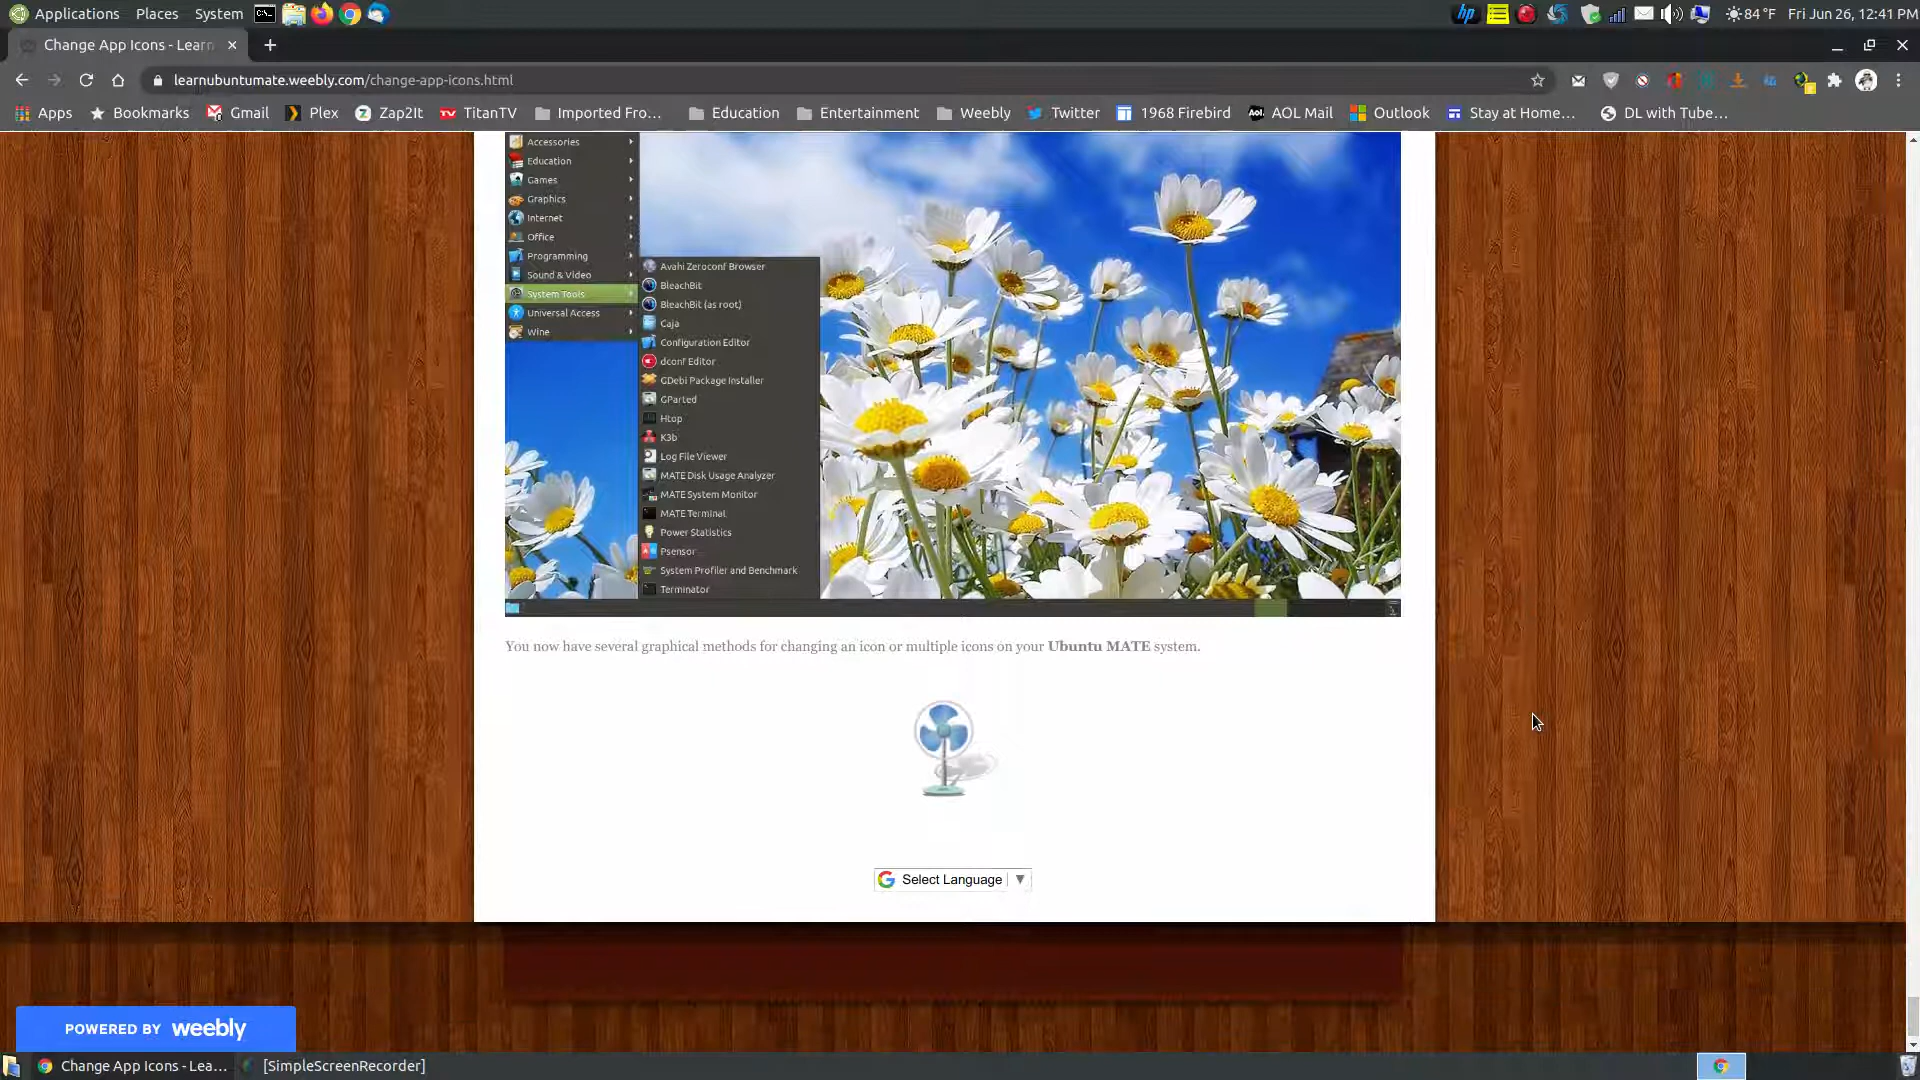 Applications Places System 84 °F Fri Jun 26, 12:41 PM
Change App Icons - Learn
learnubuntumate.weebly.com/change-app-icons.html
Apps Bookmarks Gmail Plex Zap2It TitanTV Imported Fro... Education Entertainment Weebly Twitter 1968 Firebird AOL Mail Outlook Stay at Home... DL with Tube...
Accessories
Education
Games
Graphics
Internet
Office
Programming
Sound & Video
System Tools
Universal Access
Wine
Avahi Zeroconf Browser
BleachBit
BleachBit (as root)
Caja
Configuration Editor
dconf Editor
GDebi Package Installer
GParted
Htop
K3b
Log File Viewer
MATE Disk Usage Analyzer
MATE System Monitor
MATE Terminal
Power Statistics
Psensor
System Profiler and Benchmark
Terminator
You now have several graphical methods for changing an icon or multiple icons on your Ubuntu MATE system.
Select Language
POWERED BY weebly
Change App Icons - Lea... [SimpleScreenRecorder]